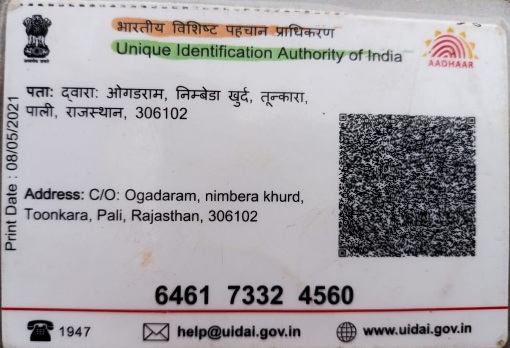 भारतीय विशिष्ट पहचान प्राधिकरण
Unique Identification Authority of India
AADHAAR
पता: द्वारा: ओगडराम, निम्बेडा खुर्द, तून्कारा,
पाली, राजस्थान, 306102
Print Date : 08/05/2021
Address: C/O: Ogadaram, nimbera khurd,
Toonkara, Pali, Rajasthan, 306102
6461 7332 4560
1947 help@uidai.gov.in www.uidai.gov.in